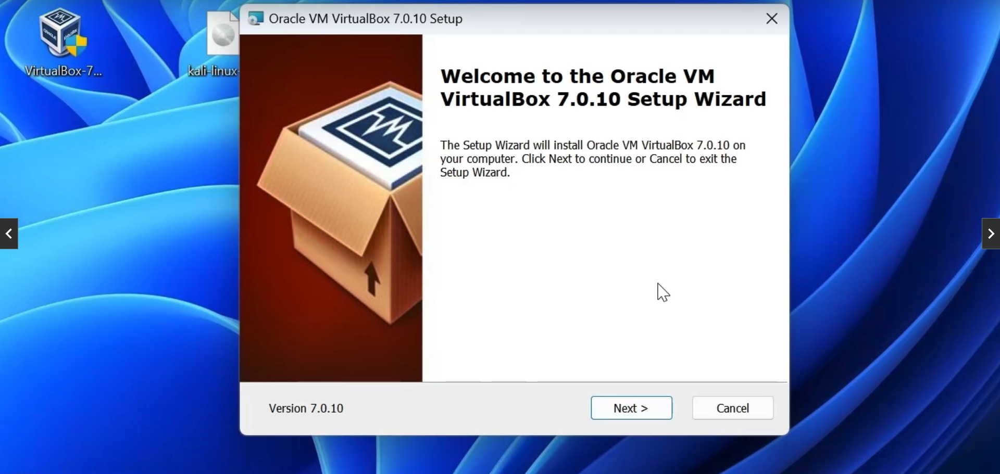 Oracle VM VirtualBox 7.0.10 Setup
VirtualBox-7...
kali-linux-
Welcome to the Oracle VM
VirtualBox 7.0.10 Setup Wizard
The Setup Wizard will install Oracle VM VirtualBox 7.0.10 on
your computer. Click Next to continue or Cancel to exit the
Setup Wizard.
Version 7.0.10
Next >
Cancel